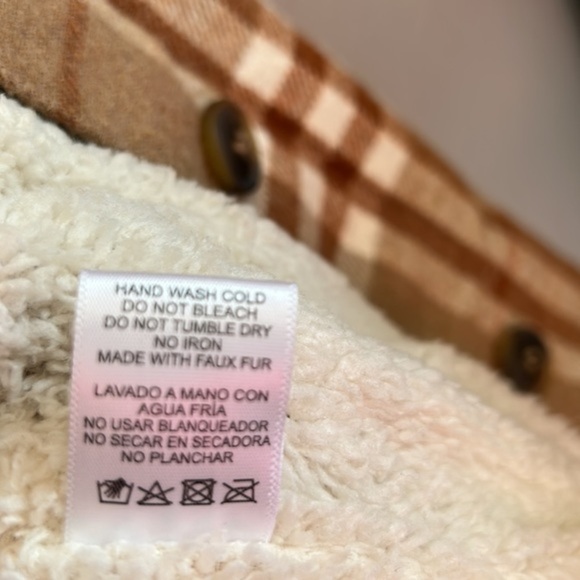 HAND WASH COLD
DO NOT BLEACH
DO NOT TUMBLE DRY
NO IRON
MADE WITH FAUX FUR
LAVADO A MANO CON
AGUA FRÍA
NO USAR BLANQUEADOR
NO SECAR EN SECADORA
NO PLANCHAR